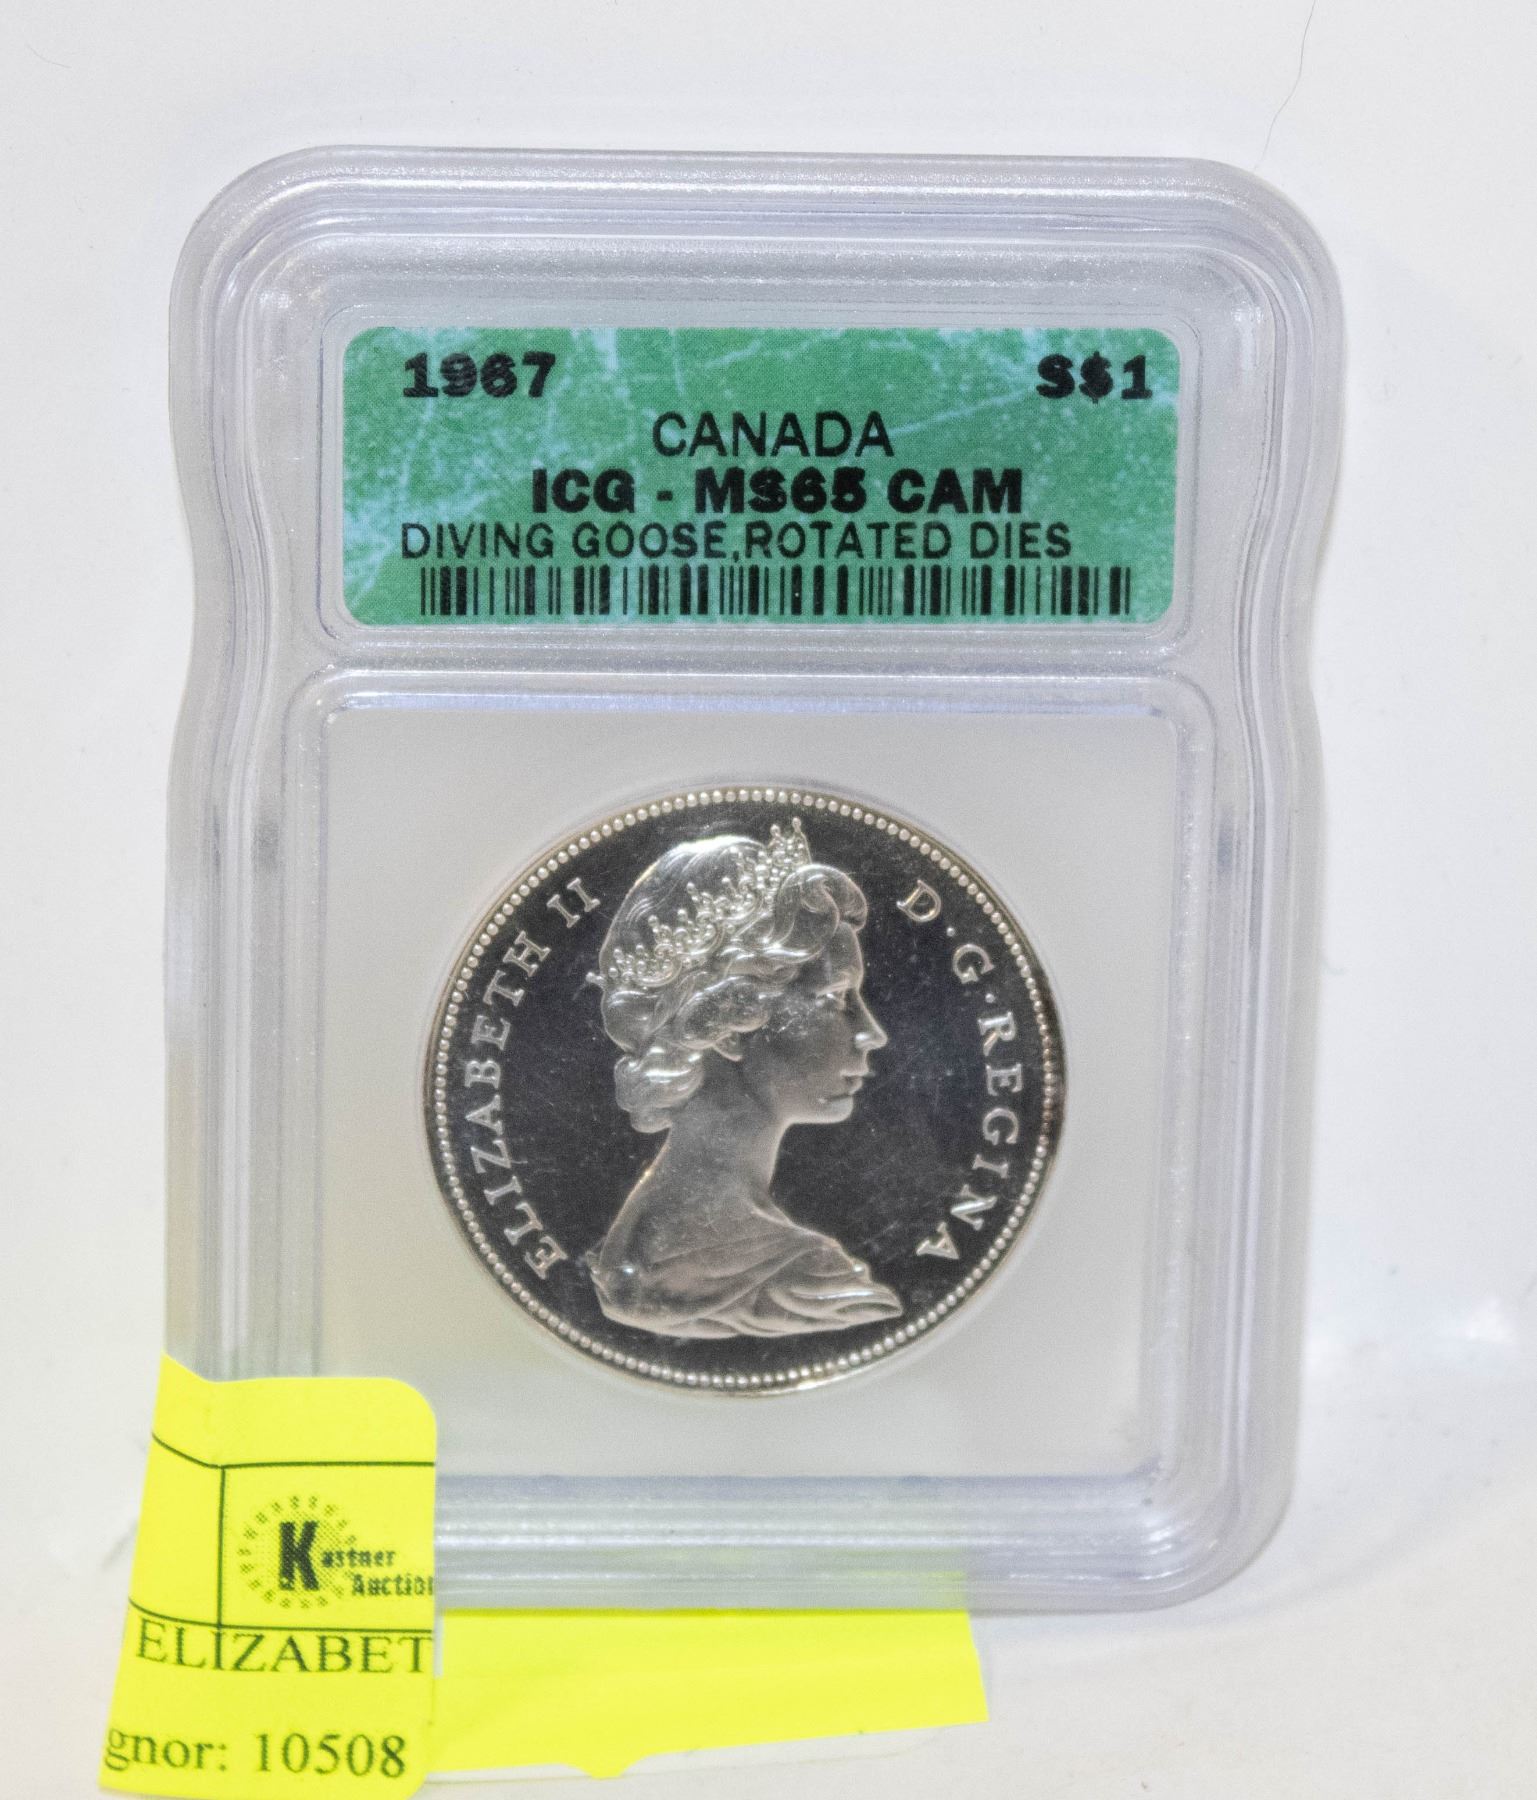 1967 S$1
CANADA
ICG - MS65 CAM
DIVING GOOSE,ROTATED DIES
ELIZABETH II D·G·REGINA
Kastner
Auction
ELIZABET
gnor: 10508